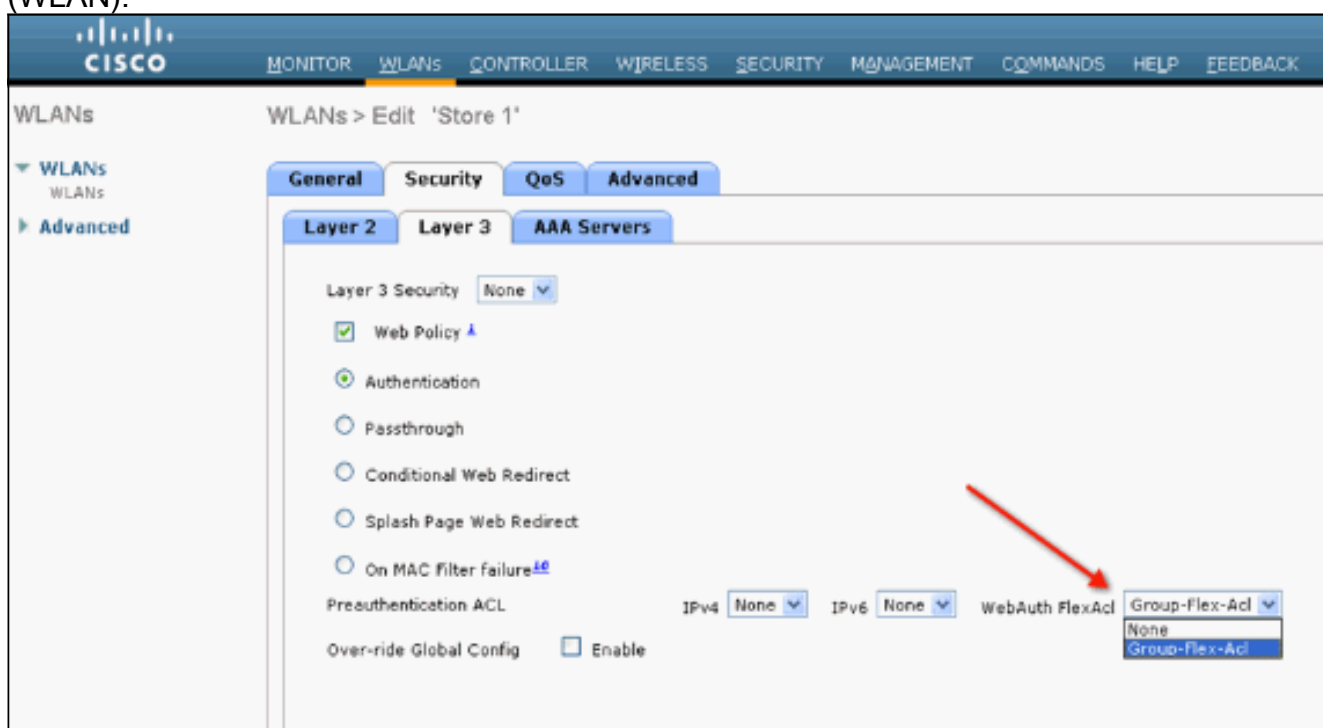 (WLAN).
CISCO
MONITOR WLANs CONTROLLER WIRELESS SECURITY MANAGEMENT COMMANDS HELP FEEDBACK
WLANs
WLANs > Edit 'Store 1'
WLANs
WLANs
Advanced
General Security QoS Advanced
Layer 2 Layer 3 AAA Servers
Layer 3 Security None
Web Policy 1
Authentication
Passthrough
Conditional Web Redirect
Splash Page Web Redirect
On MAC Filter failure10
Preauthentication ACL IPv4 None IPv6 None WebAuth FlexAcl Group-Flex-Acl
None
Group-Flex-Acl
Over-ride Global Config Enable